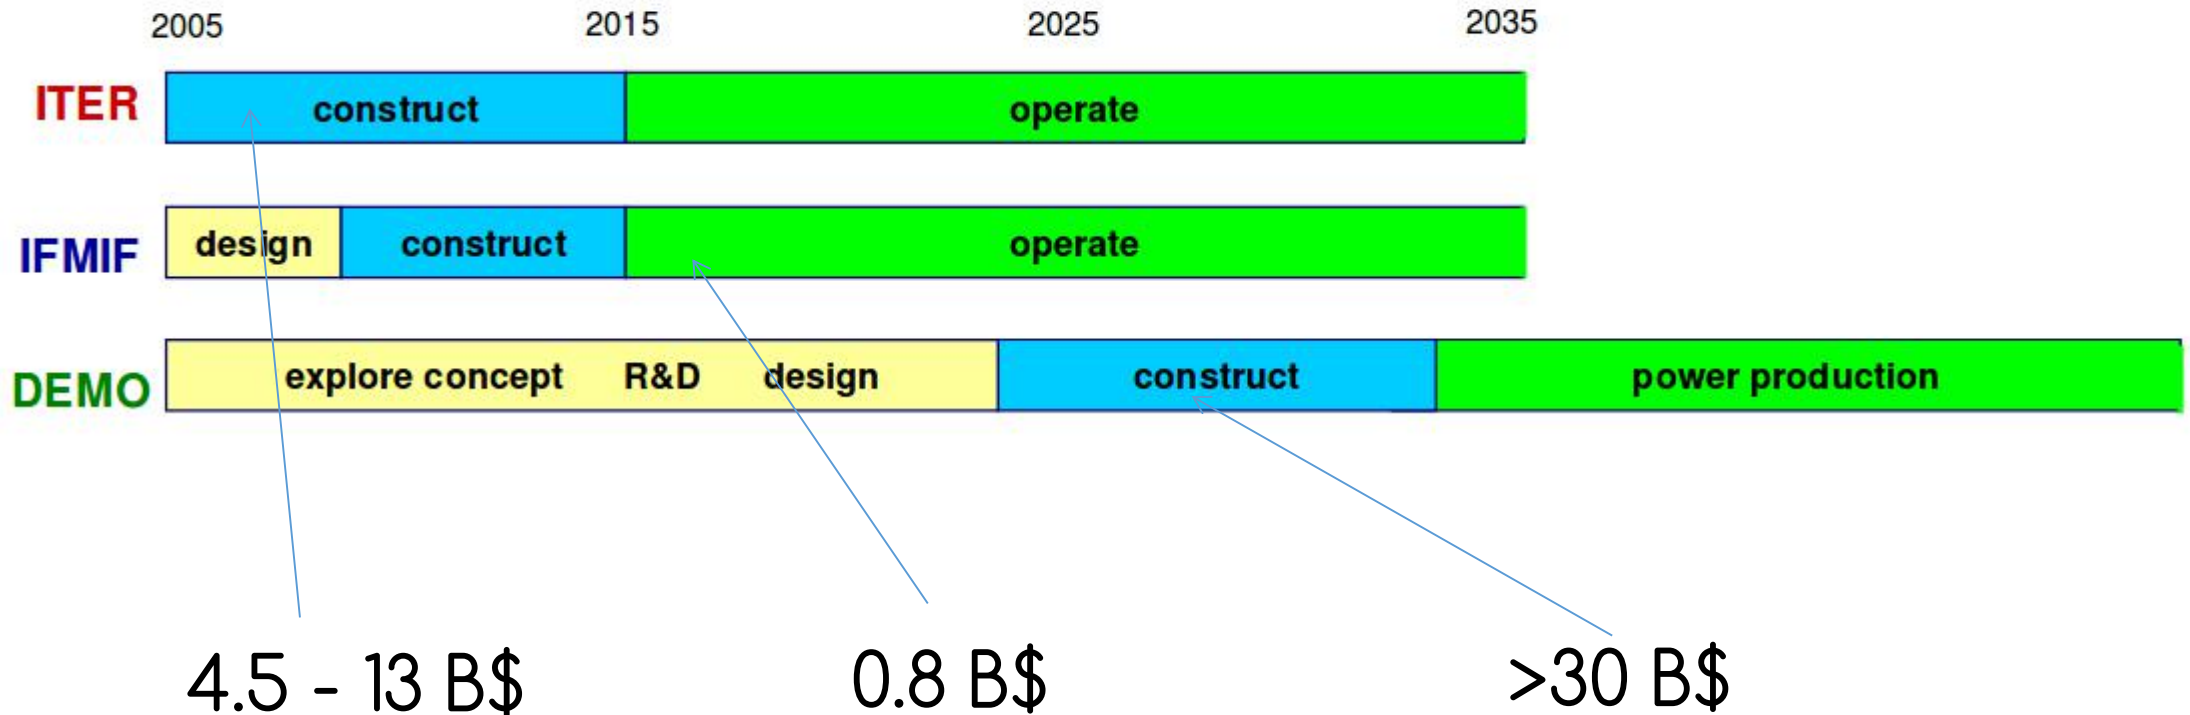 2005 2015 2025 2035
ITER construct operate
IFMIF design construct operate
DEMO explore concept R&D design construct power production
4.5 - 13 B$ 0.8 B$ >30 B$